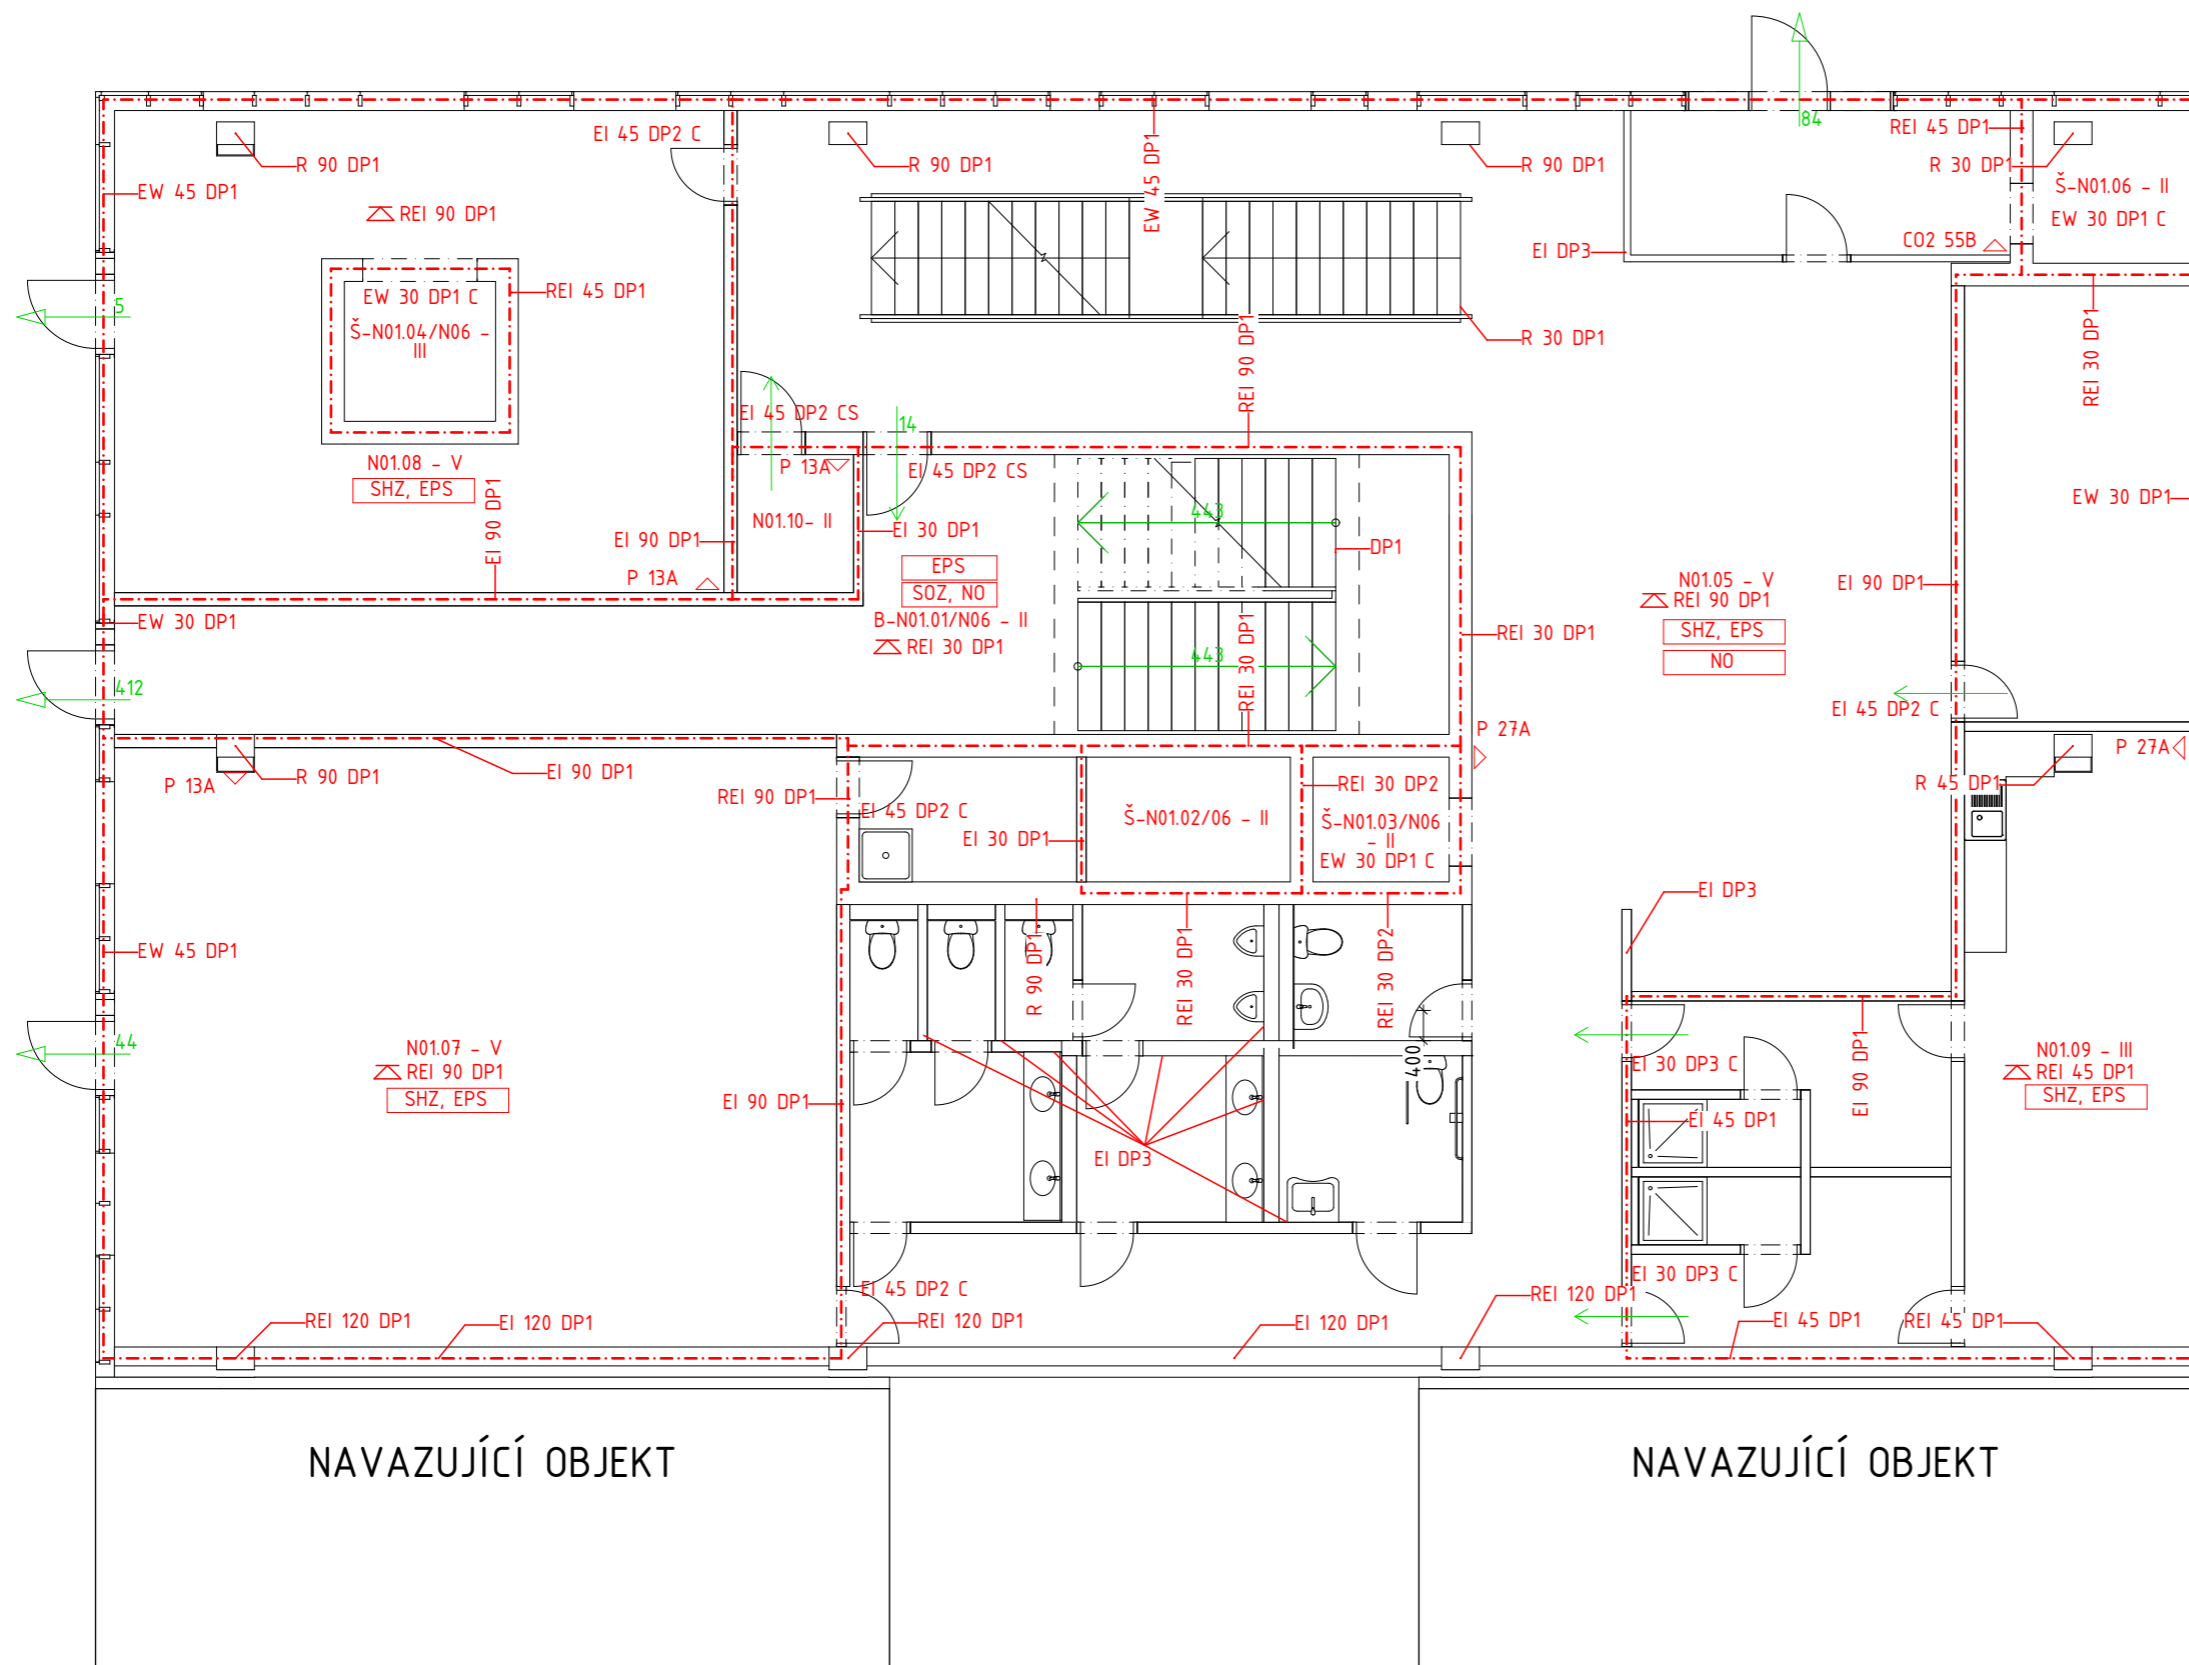 84
EI 45 DP2 C
REI 45 DP1
R 90 DP1
R 90 DP1
EW 45 DP1
R 90 DP1
R 30 DP1
Š-N01.06 - II
EW 30 DP1 C
EW 45 DP1
REI 90 DP1
EI DP3
CO2 55B
5
EW 30 DP1 C
REI 45 DP1
Š-N01.04/N06 -
III
R 30 DP1
REI 90 DP1
REI 30 DP1
EI 45 DP2 CS
14
N01.08 - V
SHZ, EPS
P 13A
EI 45 DP2 CS
EI 90 DP1
N01.10- II
443
EW 30 DP1
EI 90 DP1
EI 30 DP1
DP1
EPS
SOZ, NO
B-N01.01/N06 - II
REI 30 DP1
P 13A
N01.05 - V
REI 90 DP1
SHZ, EPS
NO
EI 90 DP1
EW 30 DP1
REI 30 DP1
REI 30 DP1
443
412
EI 45 DP2 C
P 27A
P 27A
P 13A
R 90 DP1
EI 90 DP1
REI 90 DP1
EI 45 DP2 C
REI 30 DP2
R 45 DP1
Š-N01.02/06 - II
Š-N01.03/N06
- II
EW 30 DP1 C
EI 30 DP1
EI DP3
EW 45 DP1
R 90 DP1
REI 30 DP1
REI 30 DP2
44
N01.07 - V
REI 90 DP1
SHZ, EPS
400
EI 30 DP3 C
EI 90 DP1
N01.09 - III
REI 45 DP1
SHZ, EPS
EI 90 DP1
EI 45 DP1
EI DP3
EI 45 DP2 C
EI 30 DP3 C
REI 120 DP1
REI 120 DP1
EI 120 DP1
REI 120 DP1
EI 120 DP1
EI 45 DP1
REI 45 DP1
NAVAZUJÍCÍ OBJEKT
NAVAZUJÍCÍ OBJEKT